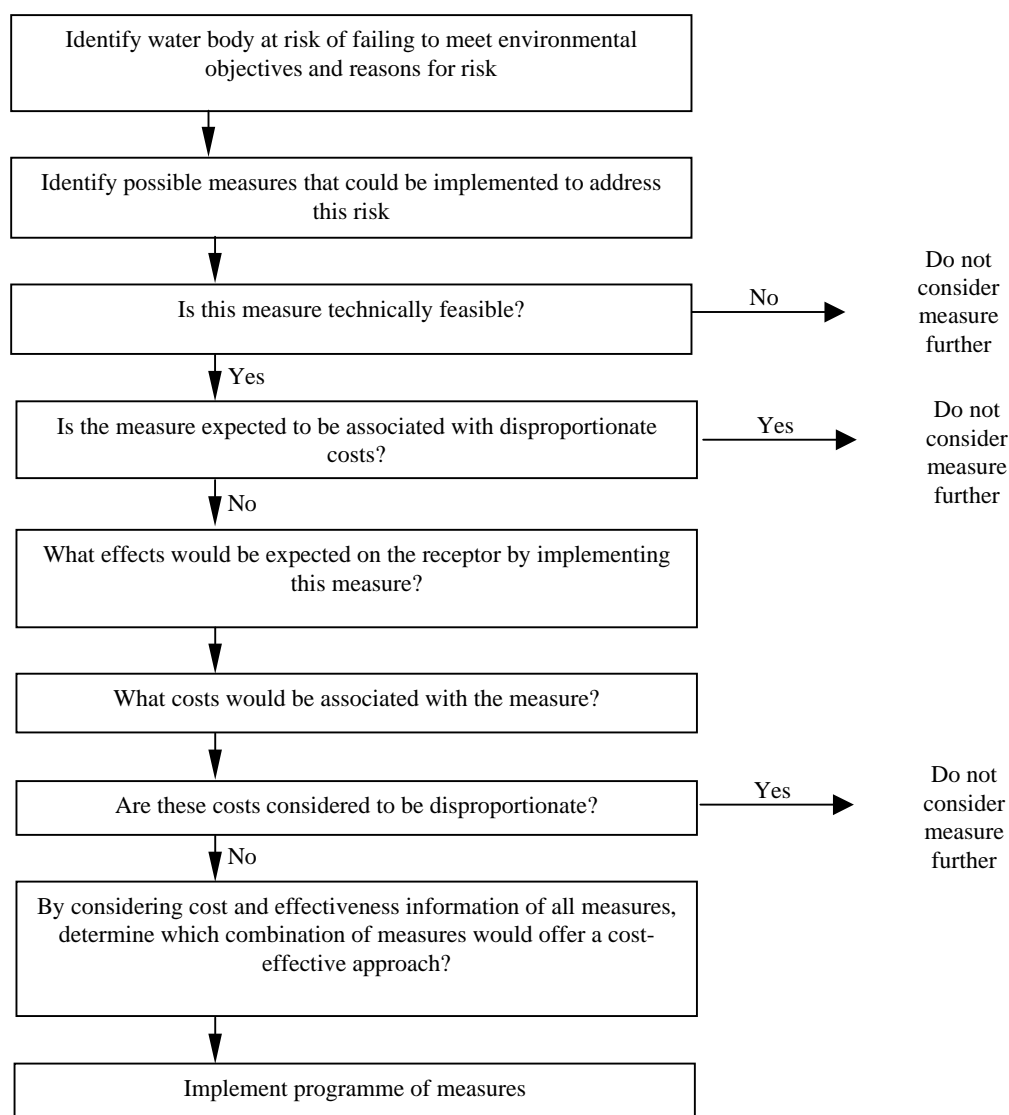 Identify water body at risk of failing to meet environmental
objectives and reasons for risk
Identify possible measures that could be implemented to address
this risk
Is this measure technically feasible?
No
Do not
consider
measure
further
Yes
Is the measure expected to be associated with disproportionate
costs?
Yes
Do not
consider
measure
further
No
What effects would be expected on the receptor by implementing
this measure?
What costs would be associated with the measure?
Are these costs considered to be disproportionate?
Yes
Do not
consider
measure
further
No
By considering cost and effectiveness information of all measures,
determine which combination of measures would offer a cost-
effective approach?
Implement programme of measures